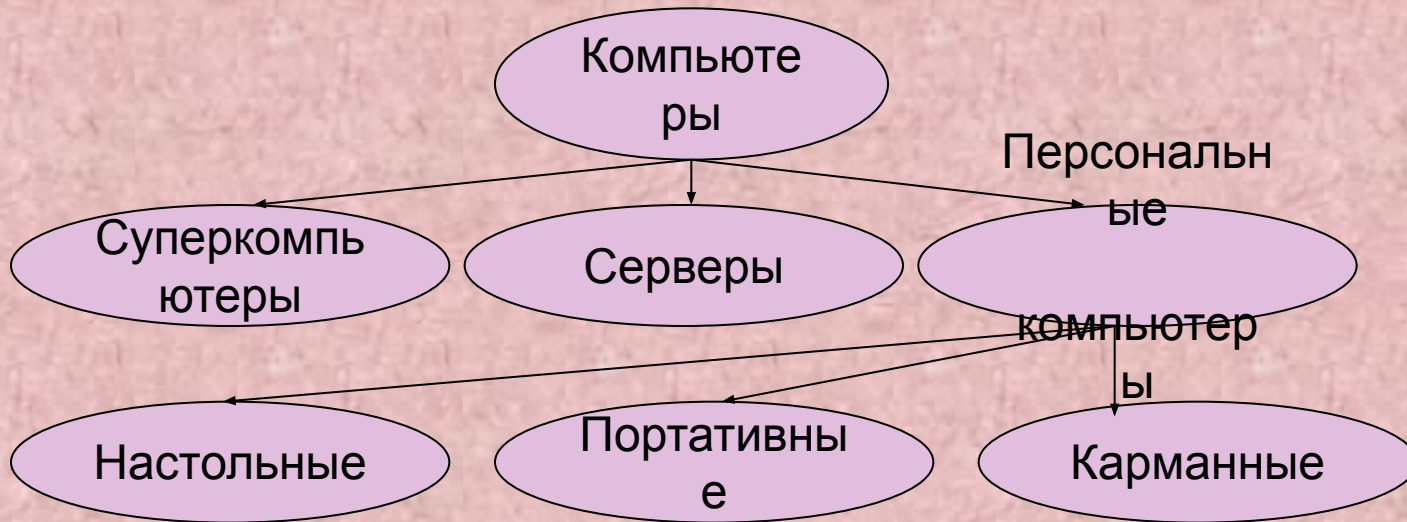 Компьюте
ры
Персональн
ые
компьютер
ы
Суперкомпь
ютеры
Серверы
Настольные
Портативны
е
Карманные